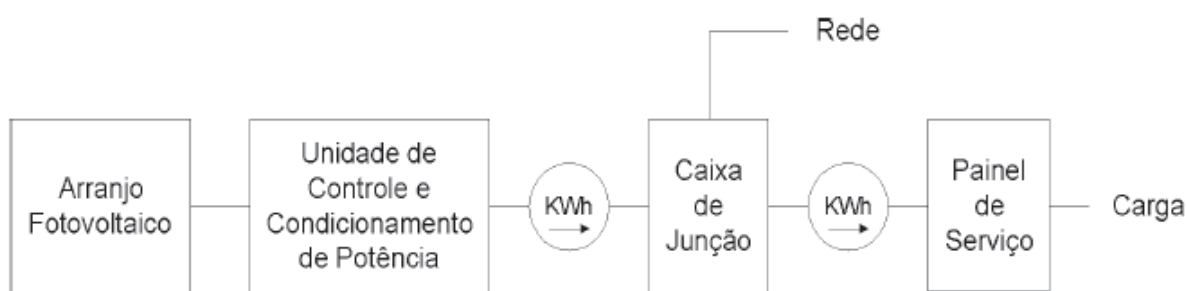 Rede
Arranjo
Fotovoltaico
Unidade de
Controle e
Condicionamento
de Potência
KWh
Caixa
de
Junção
KWh
Painel
de
Serviço
Carga